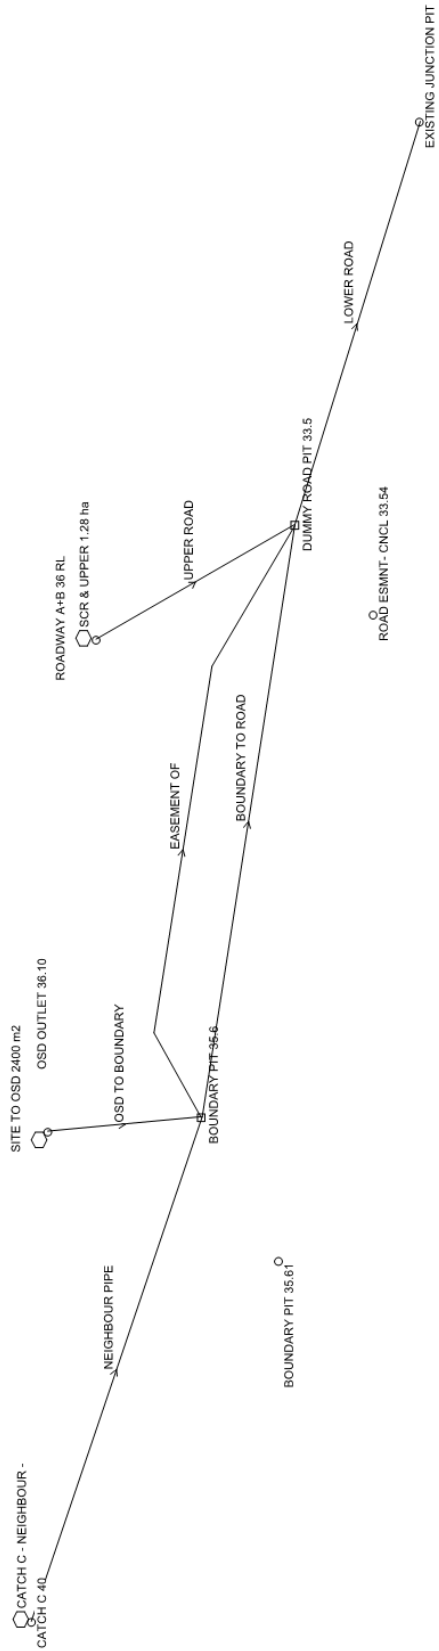 EXISTING JUNCTION PIT
LOWER ROAD
DUMMY ROAD PIT 33.5
ROAD ESMNT- CNCL 33.54
UPPER ROAD
SCR & UPPER 1.28 ha
ROADWAY A+B 36 RL
BOUNDARY TO ROAD
EASEMENT OF
OSD OUTLET 36.10
SITE TO OSD 2400 m2
OSD TO BOUNDARY
BOUNDARY PIT 35.6
BOUNDARY PIT 35.61
NEIGHBOUR PIPE
CATCH C - NEIGHBOUR -
CATCH C 40